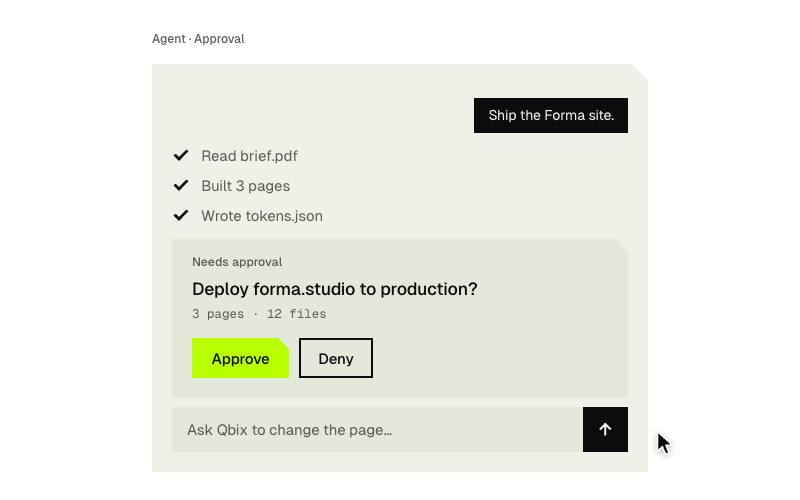 Agent · Approval
Ship the Forma site.
Read brief.pdf
Built 3 pages
Wrote tokens.json
Needs approval
Deploy forma.studio to production?
3 pages · 12 files
Approve
Deny
Ask Qbix to change the page...